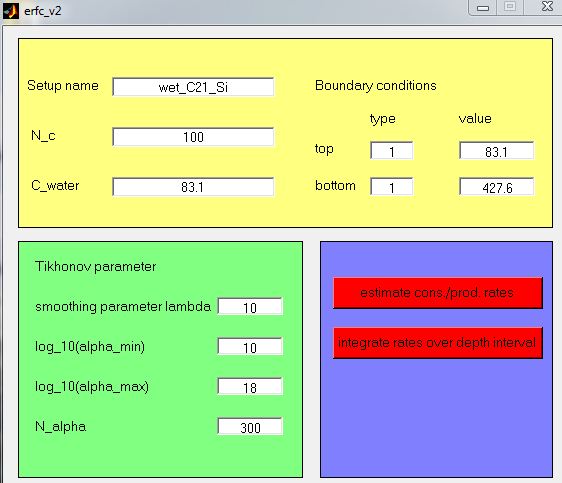 erfc_v2
Setup name wet_C21_Si
N_c 100
C_water 83.1
Boundary conditions
type value
top 1 83.1
bottom 1 427.6
Tikhonov parameter
smoothing parameter lambda 10
log_10(alpha_min) 10
log_10(alpha_max) 18
N_alpha 300
estimate cons./prod. rates
integrate rates over depth interval